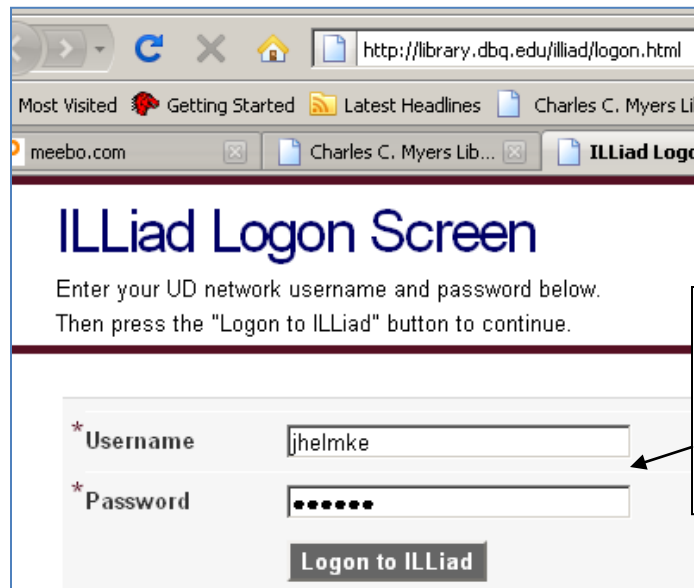 http://library.dbq.edu/illiad/logon.html
Most Visited Getting Started Latest Headlines Charles C. Myers Li
meebo.com Charles C. Myers Lib... ILLiad Logo
ILLiad Logon Screen
Enter your UD network username and password below.
Then press the "Logon to ILLiad" button to continue.
*Username jhelmke
*Password ●●●●●●
Logon to ILLiad